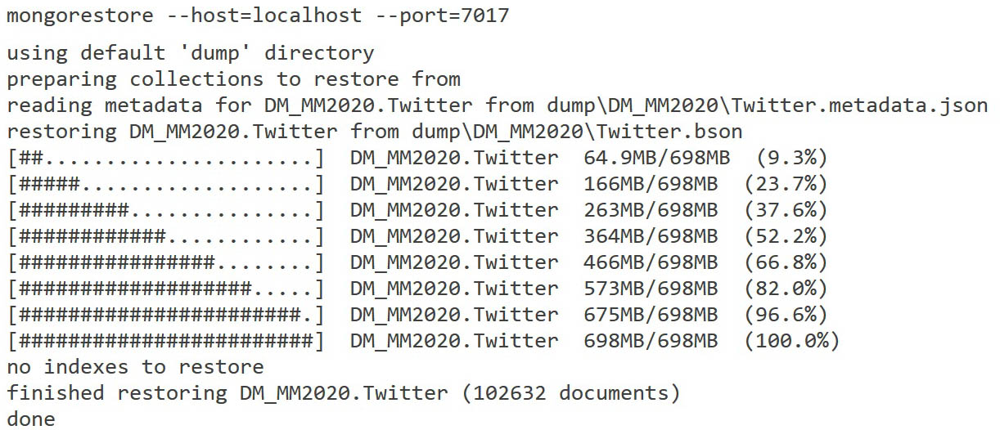 mongorestore --host=localhost --port=7017
using default 'dump' directory
preparing collections to restore from
reading metadata for DM_MM2020.Twitter from dump\DM_MM2020\Twitter.metadata.json
restoring DM_MM2020.Twitter from dump\DM_MM2020\Twitter.bson
[##......................]  DM_MM2020.Twitter  64.9MB/698MB  (9.3%)
[#####...................]  DM_MM2020.Twitter  166MB/698MB  (23.7%)
[#########...............]  DM_MM2020.Twitter  263MB/698MB  (37.6%)
[############............]  DM_MM2020.Twitter  364MB/698MB  (52.2%)
[################........]  DM_MM2020.Twitter  466MB/698MB  (66.8%)
[###################.....]  DM_MM2020.Twitter  573MB/698MB  (82.0%)
[#######################.]  DM_MM2020.Twitter  675MB/698MB  (96.6%)
[########################]  DM_MM2020.Twitter  698MB/698MB  (100.0%)
no indexes to restore
finished restoring DM_MM2020.Twitter (102632 documents)
done